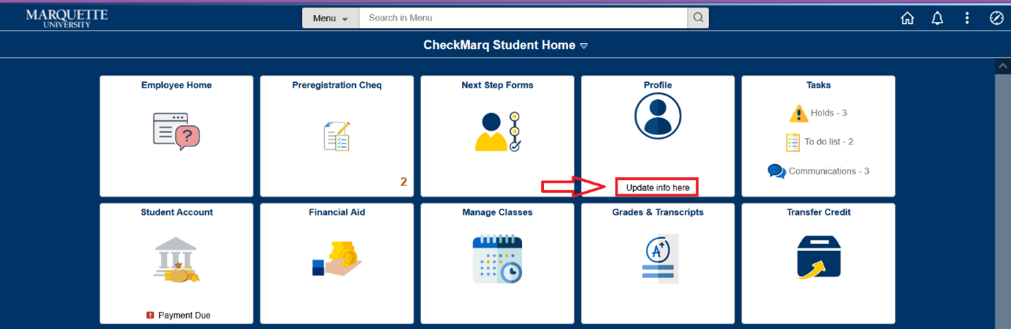 MARQUETTE
UNIVERSITY
Menu
Search in Menu
CheckMarq Student Home
Employee Home
Preregistration Cheq
2
Next Step Forms
Profile
Update info here
Tasks
Holds - 3
To do list - 2
Communications - 3
Student Account
Payment Due
Financial Aid
Manage Classes
Grades & Transcripts
A+
Transfer Credit